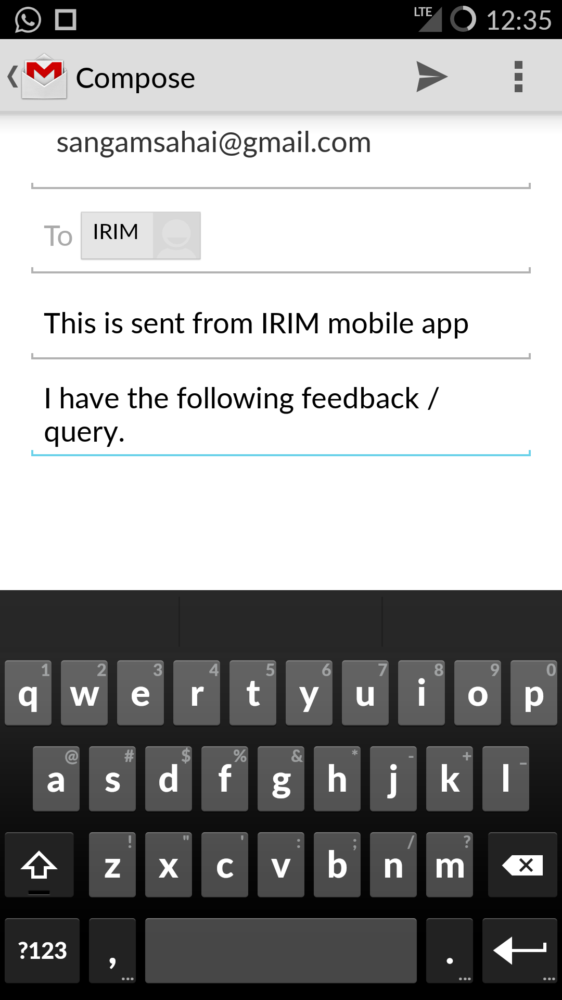 LTE 12:35
Compose
sangamsahai@gmail.com
To IRIM
This is sent from IRIM mobile app
I have the following feedback /
query.
1 2 3 4 5 6 7 8 9 0
q w e r t y u i o p
@ # $ % & * - + _
a s d f g h j k l
! " ' : ; / ?
z x c v b n m
?123 , ... . ... ...